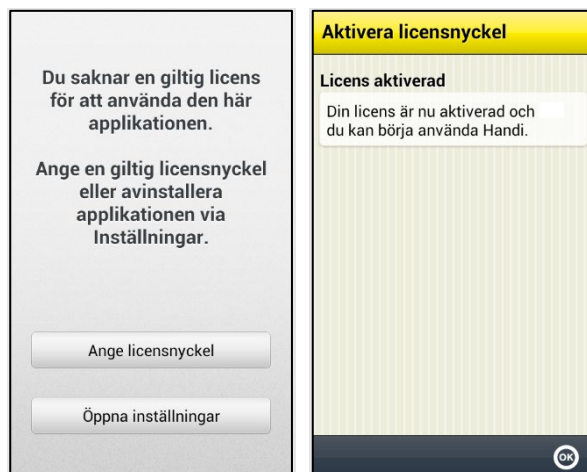 Du saknar en giltig licens
för att använda den här
applikationen.
Ange en giltig licensnyckel
eller avinstallera
applikationen via
Inställningar.
Ange licensnyckel
Öppna inställningar
Aktivera licensnyckel
Licens aktiverad
Din licens är nu aktiverad och
du kan börja använda Handi.
OK